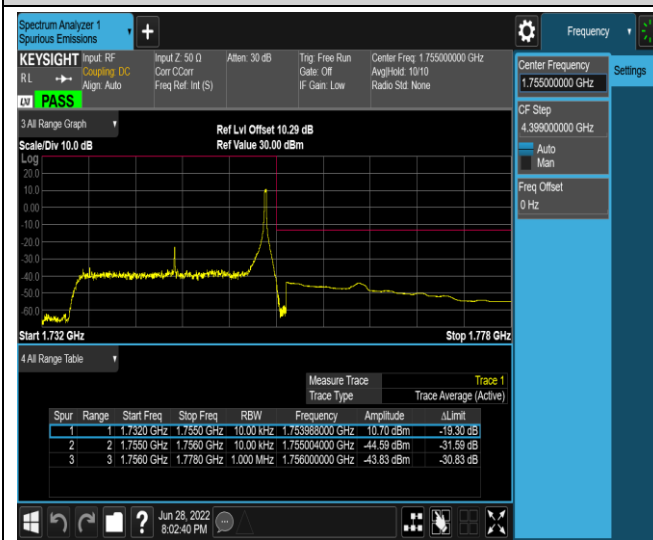 Spectrum Analyzer 1
Spurious Emissions
Frequency
KEYSIGHT Input: RF Input Z: 50 Ω Atten: 30 dB Trig: Free Run Center Freq: 1.755000000 GHz
RL Coupling: DC Corr CCorr Gate: Off Avg|Hold: 10/10
Align: Auto Freq Ref: Int (S) IF Gain: Low Radio Std: None
LXI PASS
Center Frequency
1.755000000 GHz
Settings
CF Step
4.399000000 GHz
Auto
Man
Freq Offset
0 Hz
3 All Range Graph
Ref Lvl Offset 10.29 dB
Scale/Div 10.0 dB Ref Value 30.00 dBm
Log
20.0
10.0
0.00
-10.0
-20.0
-30.0
-40.0
-50.0
-60.0
Start 1.732 GHz Stop 1.778 GHz
4 All Range Table
Measure Trace Trace 1
Trace Type Trace Average (Active)
Spur Range Start Freq Stop Freq RBW Frequency Amplitude ΔLimit
1 1 1.7320 GHz 1.7550 GHz 10.00 kHz 1.753988000 GHz 10.70 dBm -19.30 dB
2 2 1.7550 GHz 1.7560 GHz 10.00 kHz 1.755004000 GHz -44.59 dBm -31.59 dB
3 3 1.7560 GHz 1.7780 GHz 1.000 MHz 1.756000000 GHz -43.83 dBm -30.83 dB
Jun 28, 2022
8:02:40 PM